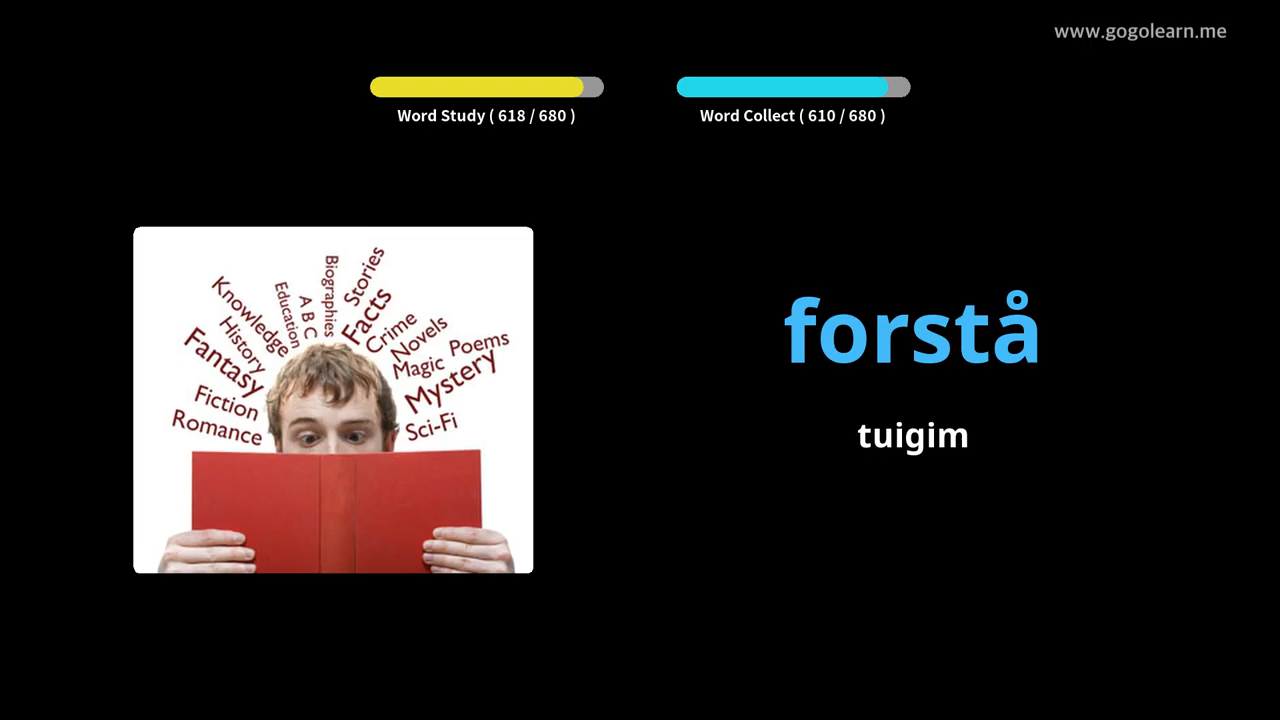 www.gogolearn.me
Word Study ( 618 / 680 )
Word Collect ( 610 / 680 )
Knowledge
History
Fantasy
Fiction
Romance
Education
A B C
Biographies
Stories
Facts
Crime
Novels
Magic
Poems
Mystery
Sci-Fi
forstå
tuigim